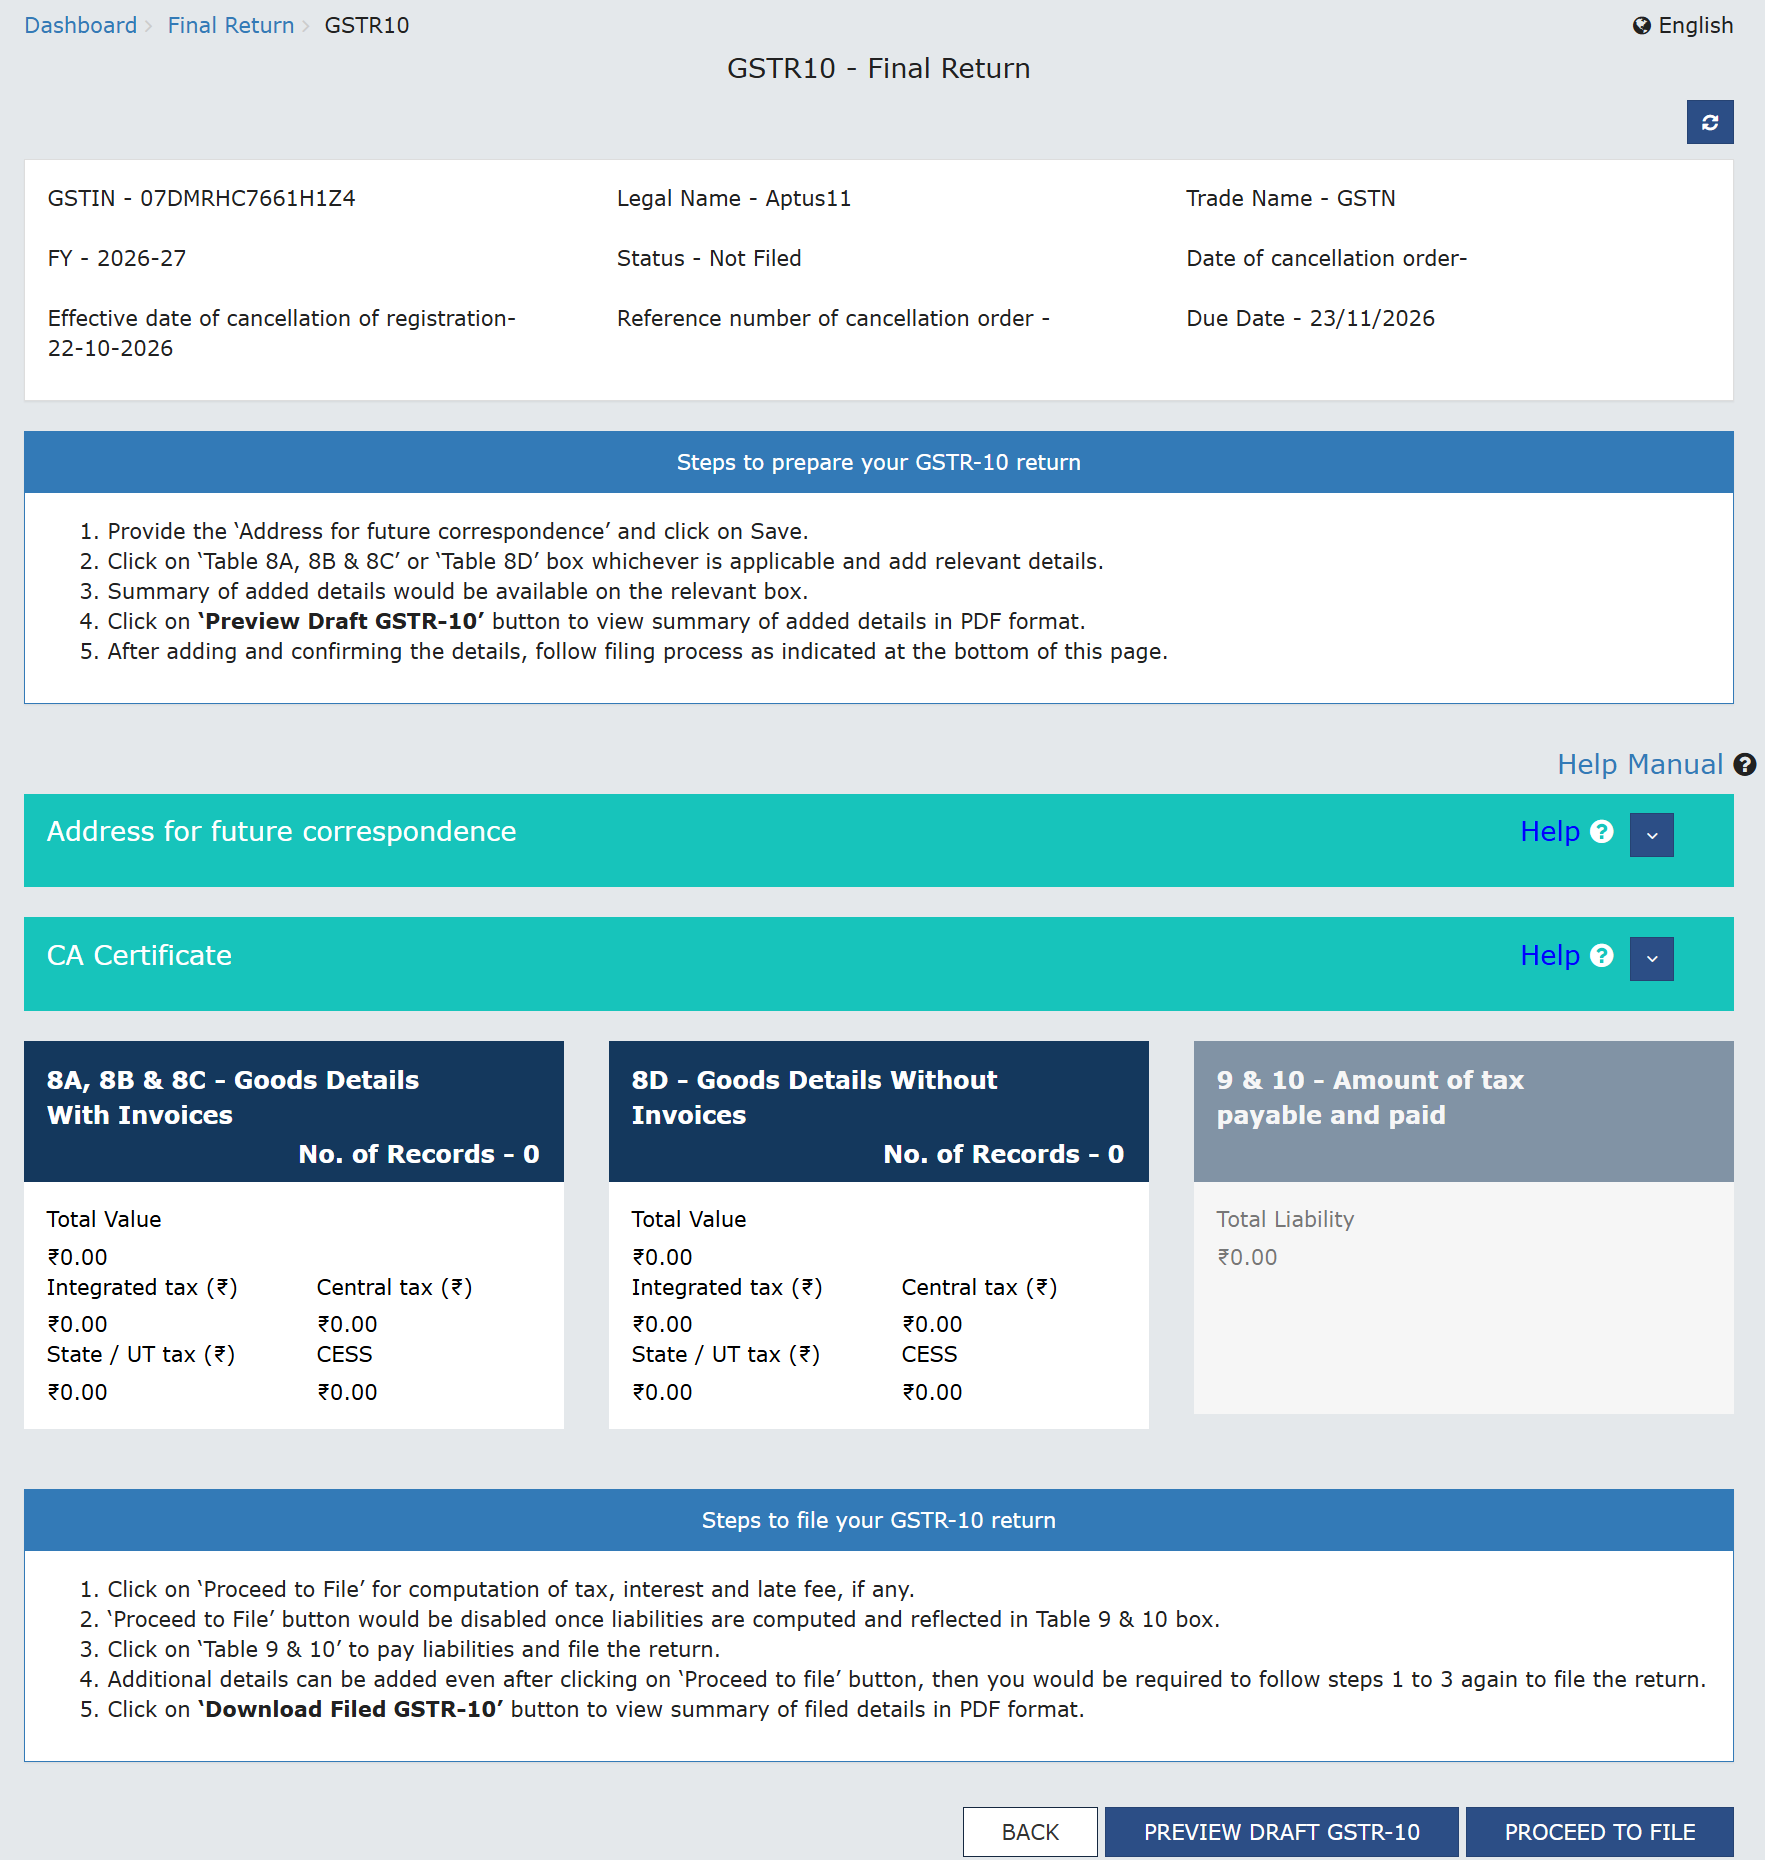 Dashboard > Final Return > GSTR10
English
GSTR10 - Final Return
GSTIN - 07DMRHC7661H1Z4
Legal Name - Aptus11
Trade Name - GSTN
FY - 2026-27
Status - Not Filed
Date of cancellation order-
Effective date of cancellation of registration-
22-10-2026
Reference number of cancellation order -
Due Date - 23/11/2026
Steps to prepare your GSTR-10 return
1. Provide the ‘Address for future correspondence’ and click on Save.
2. Click on ‘Table 8A, 8B & 8C’ or ‘Table 8D’ box whichever is applicable and add relevant details.
3. Summary of added details would be available on the relevant box.
4. Click on ‘Preview Draft GSTR-10’ button to view summary of added details in PDF format.
5. After adding and confirming the details, follow filing process as indicated at the bottom of this page.
Help Manual ?
Address for future correspondence
Help ?
CA Certificate
Help ?
8A, 8B & 8C - Goods Details
With Invoices
No. of Records - 0
Total Value
₹0.00
Integrated tax (₹) Central tax (₹)
₹0.00 ₹0.00
State / UT tax (₹) CESS
₹0.00 ₹0.00
8D - Goods Details Without
Invoices
No. of Records - 0
Total Value
₹0.00
Integrated tax (₹) Central tax (₹)
₹0.00 ₹0.00
State / UT tax (₹) CESS
₹0.00 ₹0.00
9 & 10 - Amount of tax
payable and paid
Total Liability
₹0.00
Steps to file your GSTR-10 return
1. Click on ‘Proceed to File’ for computation of tax, interest and late fee, if any.
2. ‘Proceed to File’ button would be disabled once liabilities are computed and reflected in Table 9 & 10 box.
3. Click on ‘Table 9 & 10’ to pay liabilities and file the return.
4. Additional details can be added even after clicking on ‘Proceed to file’ button, then you would be required to follow steps 1 to 3 again to file the return.
5. Click on ‘Download Filed GSTR-10’ button to view summary of filed details in PDF format.
BACK
PREVIEW DRAFT GSTR-10
PROCEED TO FILE